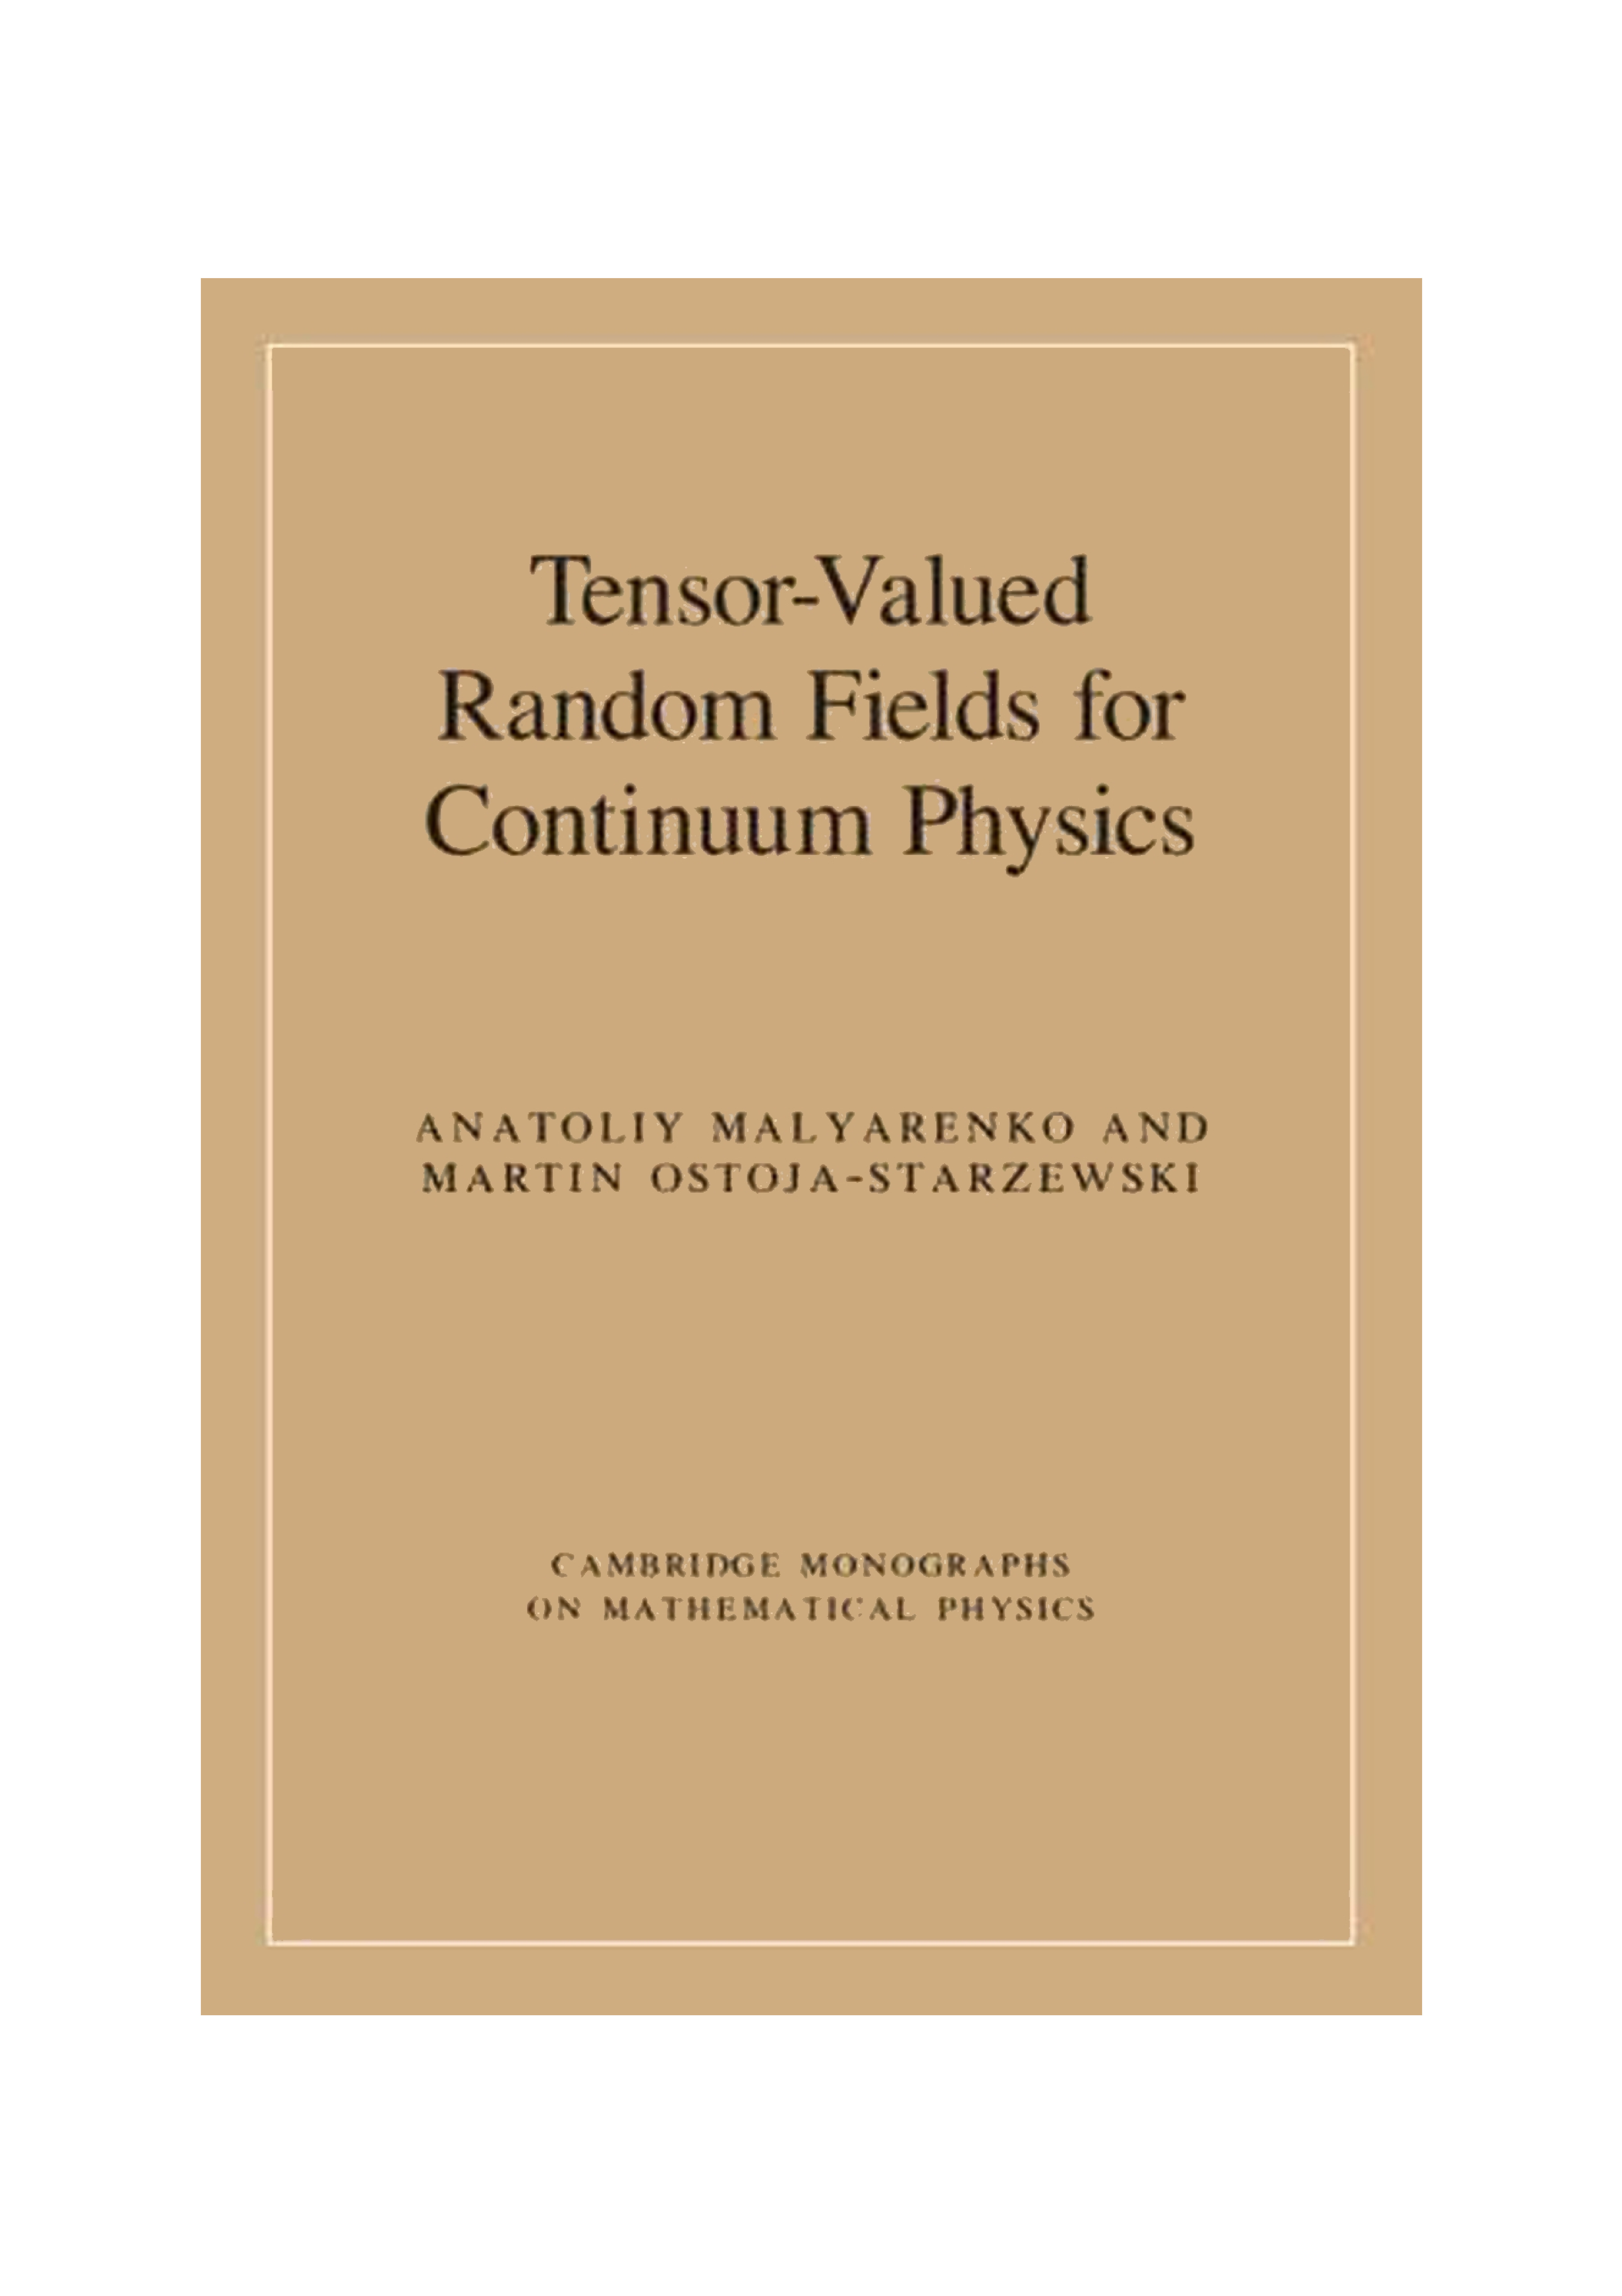 Tensor-Valued
Random Fields for
Continuum Physics
ANATOLIY MALYARENKO AND
MARTIN OSTOJA-STARZEWSKI
CAMBRIDGE MONOGRAPHS
ON MATHEMATICAL PHYSICS